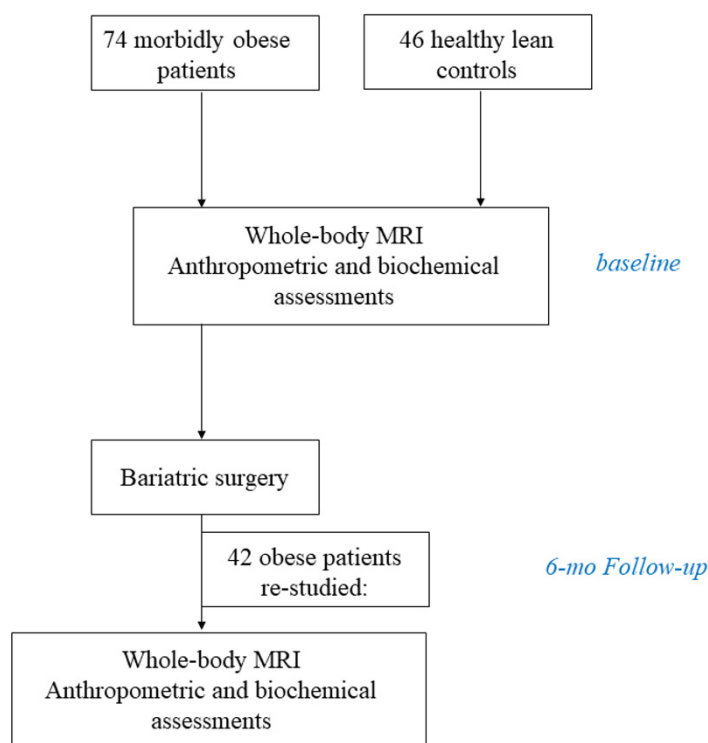 74 morbidly obese
patients
46 healthy lean
controls
Whole-body MRI
Anthropometric and biochemical
assessments
baseline
Bariatric surgery
42 obese patients
re-studied:
6-mo Follow-up
Whole-body MRI
Anthropometric and biochemical
assessments